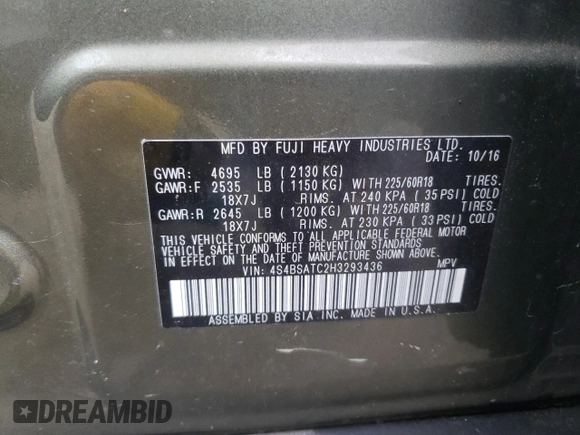 MFD BY FUJI HEAVY INDUSTRIES LTD.
DATE: 10/16
GVWR: 4695 LB ( 2130 KG)
GAWR:F 2535 LB ( 1150 KG) WITH 225/60R18 TIRES.
18X7J RIMS. AT 240 KPA ( 35 PSI) COLD
GAWR:R 2645 LB ( 1200 KG) WITH 225/60R18 TIRES.
18X7J RIMS. AT 230 KPA ( 33 PSI) COLD
THIS VEHICLE CONFORMS TO ALL APPLICABLE FEDERAL MOTOR
VEHICLE SAFETY, BUMPER, AND THEFT PREVENTION STANDARDS
IN EFFECT ON THE DATE OF MANUFACTURE SHOWN ABOVE.
VIN: 4S4BSATC2H3293436 MPV
ASSEMBLED BY SIA INC. MADE IN U.S.A.
DREAMBID